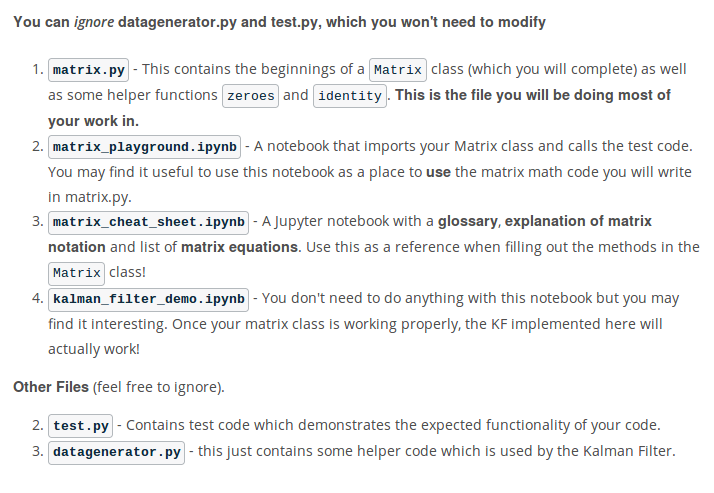 You can ignore datagenerator.py and test.py, which you won't need to modify
1. matrix.py - This contains the beginnings of a Matrix class (which you will complete) as well
as some helper functions zeroes and identity. This is the file you will be doing most of
your work in.
2. matrix_playground.ipynb - A notebook that imports your Matrix class and calls the test code.
You may find it useful to use this notebook as a place to use the matrix math code you will write
in matrix.py.
3. matrix_cheat_sheet.ipynb - A Jupyter notebook with a glossary, explanation of matrix
notation and list of matrix equations. Use this as a reference when filling out the methods in the
Matrix class!
4. kalman_filter_demo.ipynb - You don't need to do anything with this notebook but you may
find it interesting. Once your matrix class is working properly, the KF implemented here will
actually work!
Other Files (feel free to ignore).
2. test.py - Contains test code which demonstrates the expected functionality of your code.
3. datagenerator.py - this just contains some helper code which is used by the Kalman Filter.